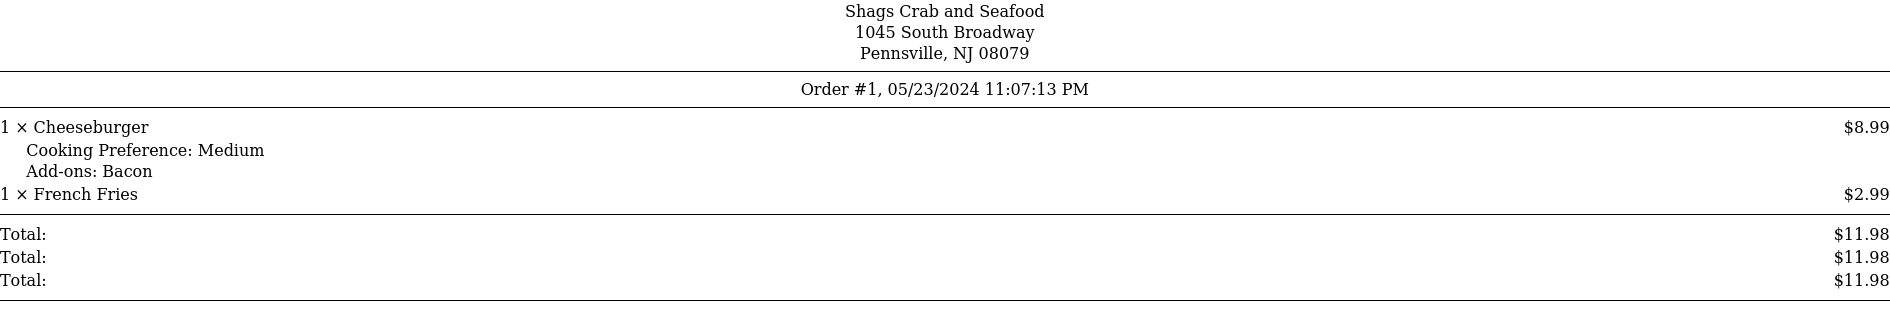 Shags Crab and Seafood
1045 South Broadway
Pennsville, NJ 08079
Order #1, 05/23/2024 11:07:13 PM
1 × Cheeseburger $8.99
Cooking Preference: Medium
Add-ons: Bacon
1 × French Fries $2.99
Total: $11.98
Total: $11.98
Total: $11.98